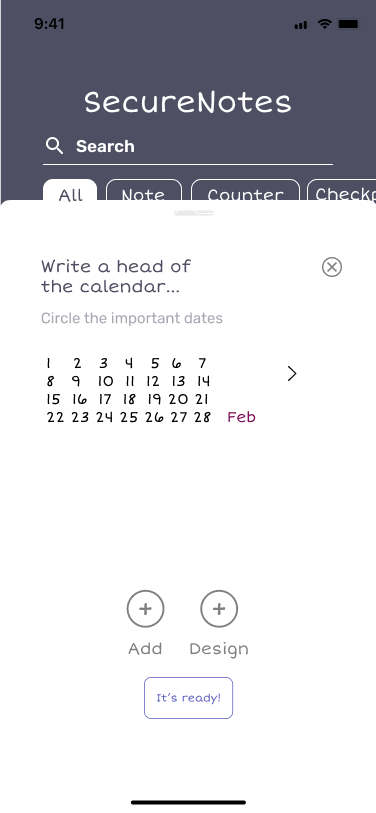 9:41
SecureNotes
Search
All Note Counter Checkp
Write a head of
the calendar...
Circle the important dates
1 2 3 4 5 6 7
8 9 10 11 12 13 14
15 16 17 18 19 20 21
22 23 24 25 26 27 28 Feb
Add Design
It's ready!